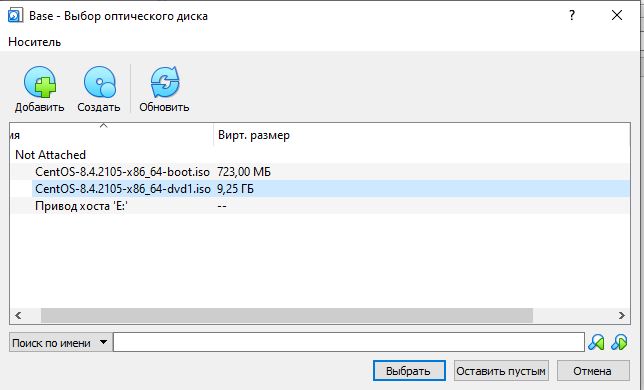 Base - Выбор оптического диска
Носитель
Добавить Создать Обновить
мя Вирт. размер
Not Attached
CentOS-8.4.2105-x86_64-boot.iso 723,00 МБ
CentOS-8.4.2105-x86_64-dvd1.iso 9,25 ГБ
Привод хоста 'E:' --
Поиск по имени
Выбрать Оставить пустым Отмена